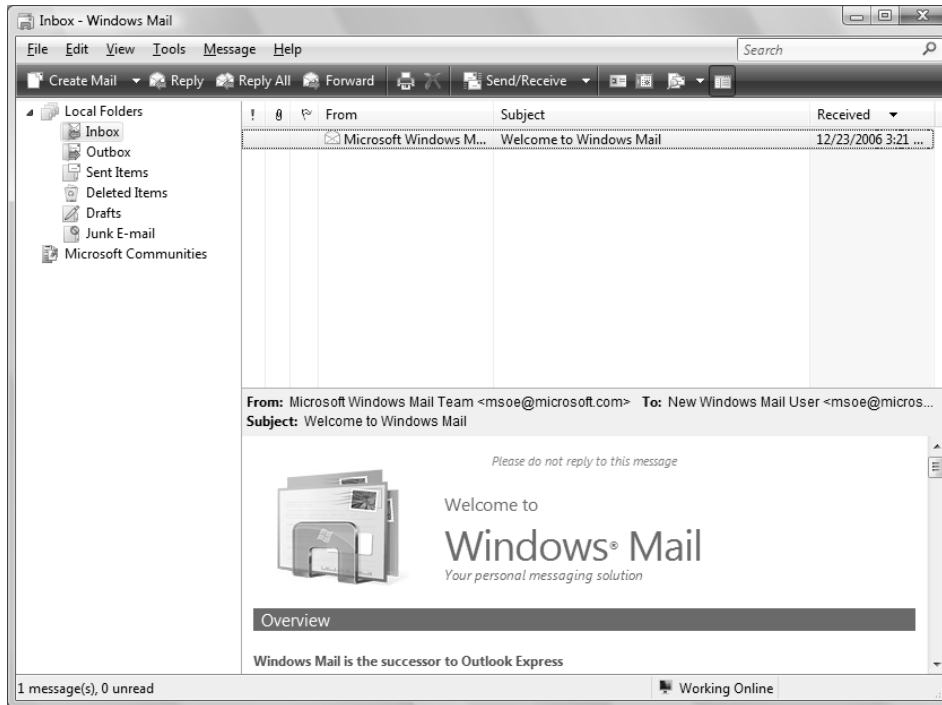 Inbox - Windows Mail
File Edit View Tools Message Help Search
Create Mail Reply Reply All Forward Send/Receive
Local Folders
Inbox
Outbox
Sent Items
Deleted Items
Drafts
Junk E-mail
Microsoft Communities
! From Subject Received
Microsoft Windows M... Welcome to Windows Mail 12/23/2006 3:21 ...
From: Microsoft Windows Mail Team <msoe@microsoft.com> To: New Windows Mail User <msoe@micros...
Subject: Welcome to Windows Mail
Please do not reply to this message
Welcome to
Windows® Mail
Your personal messaging solution
Overview
Windows Mail is the successor to Outlook Express
1 message(s), 0 unread Working Online